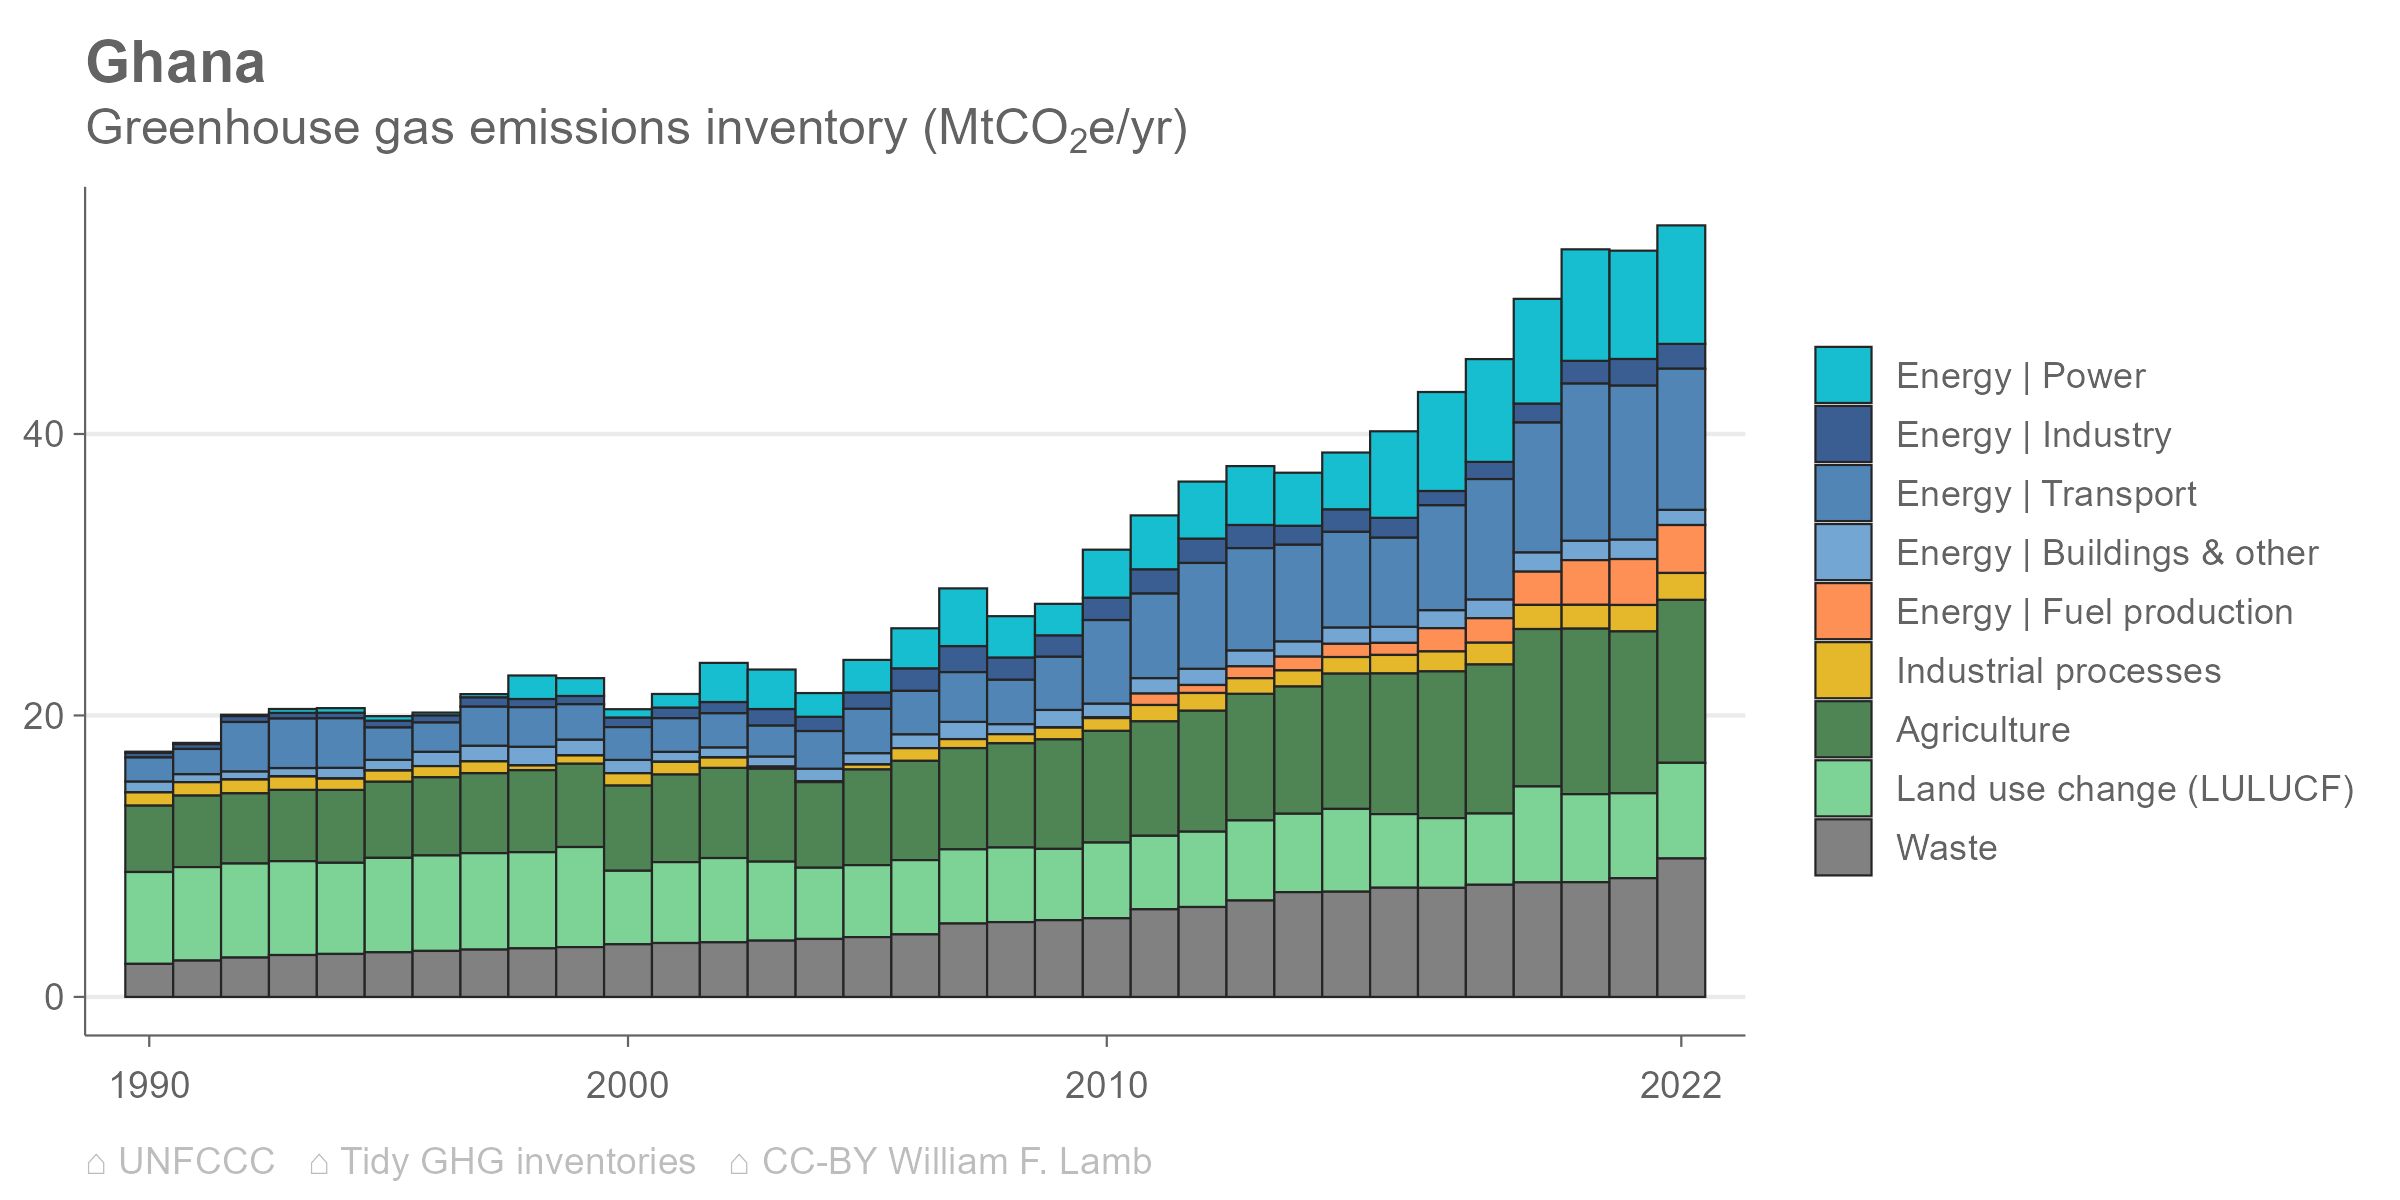 Ghana
Greenhouse gas emissions inventory (MtCO₂e/yr)
40
20
0
1990 2000 2010 2022
Energy | Power
Energy | Industry
Energy | Transport
Energy | Buildings & other
Energy | Fuel production
Industrial processes
Agriculture
Land use change (LULUCF)
Waste
⌂ UNFCCC ⌂ Tidy GHG inventories ⌂ CC-BY William F. Lamb